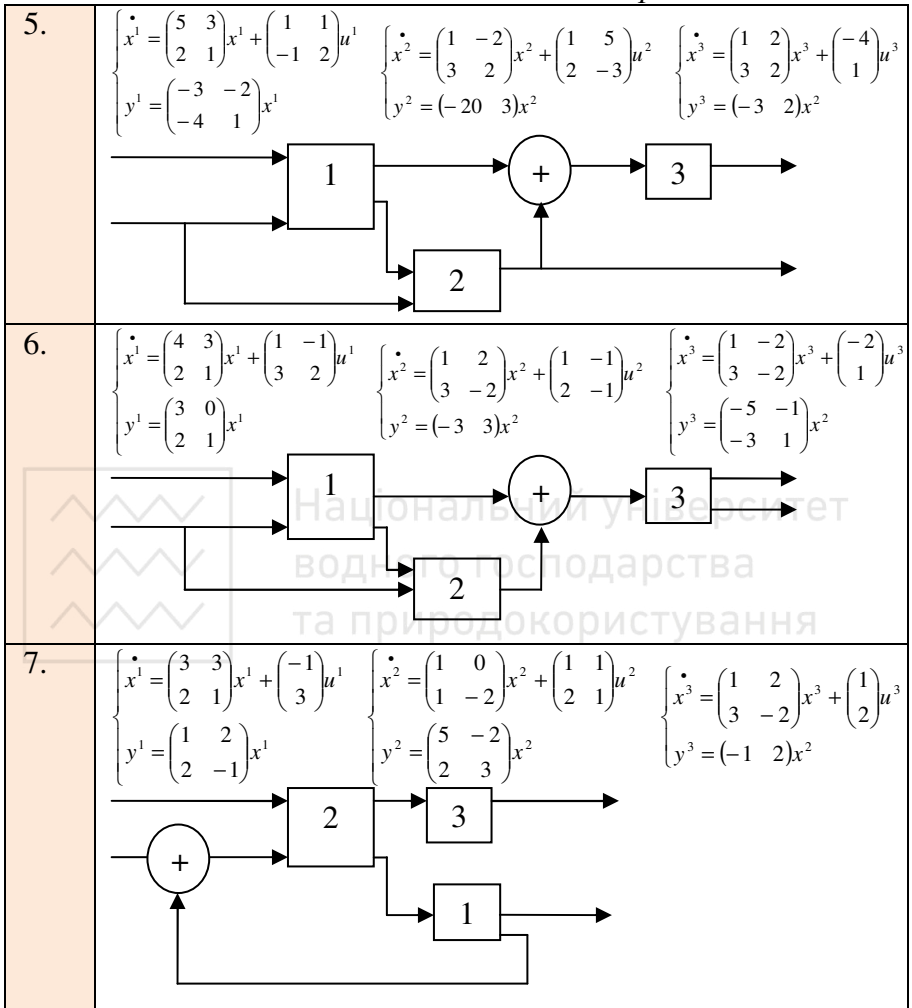 5.
ẋ¹ = (5 3; 2 1)x¹ + (1 1; −1 2)u¹
y¹ = (−3 −2; −4 1)x¹
ẋ² = (1 −2; 3 2)x² + (1 5; 2 −3)u²
y² = (−20 3)x²
ẋ³ = (1 2; 3 2)x³ + (−4; 1)u³
y³ = (−3 2)x²
1
+
3
2
6.
ẋ¹ = (4 3; 2 1)x¹ + (1 −1; 3 2)u¹
y¹ = (3 0; 2 1)x¹
ẋ² = (1 2; 3 −2)x² + (1 −1; 2 −1)u²
y² = (−3 3)x²
ẋ³ = (1 −2; 3 −2)x³ + (−2; 1)u³
y³ = (−5 −1; −3 1)x²
1
+
3
2
Національний університет
водного господарства
та природокористування
7.
ẋ¹ = (3 3; 2 1)x¹ + (−1; 3)u¹
y¹ = (1 2; 2 −1)x¹
ẋ² = (1 0; 1 −2)x² + (1 1; 2 1)u²
y² = (5 −2; 2 3)x²
ẋ³ = (1 2; 3 −2)x³ + (1; 2)u³
y³ = (−1 2)x²
2
3
+
1